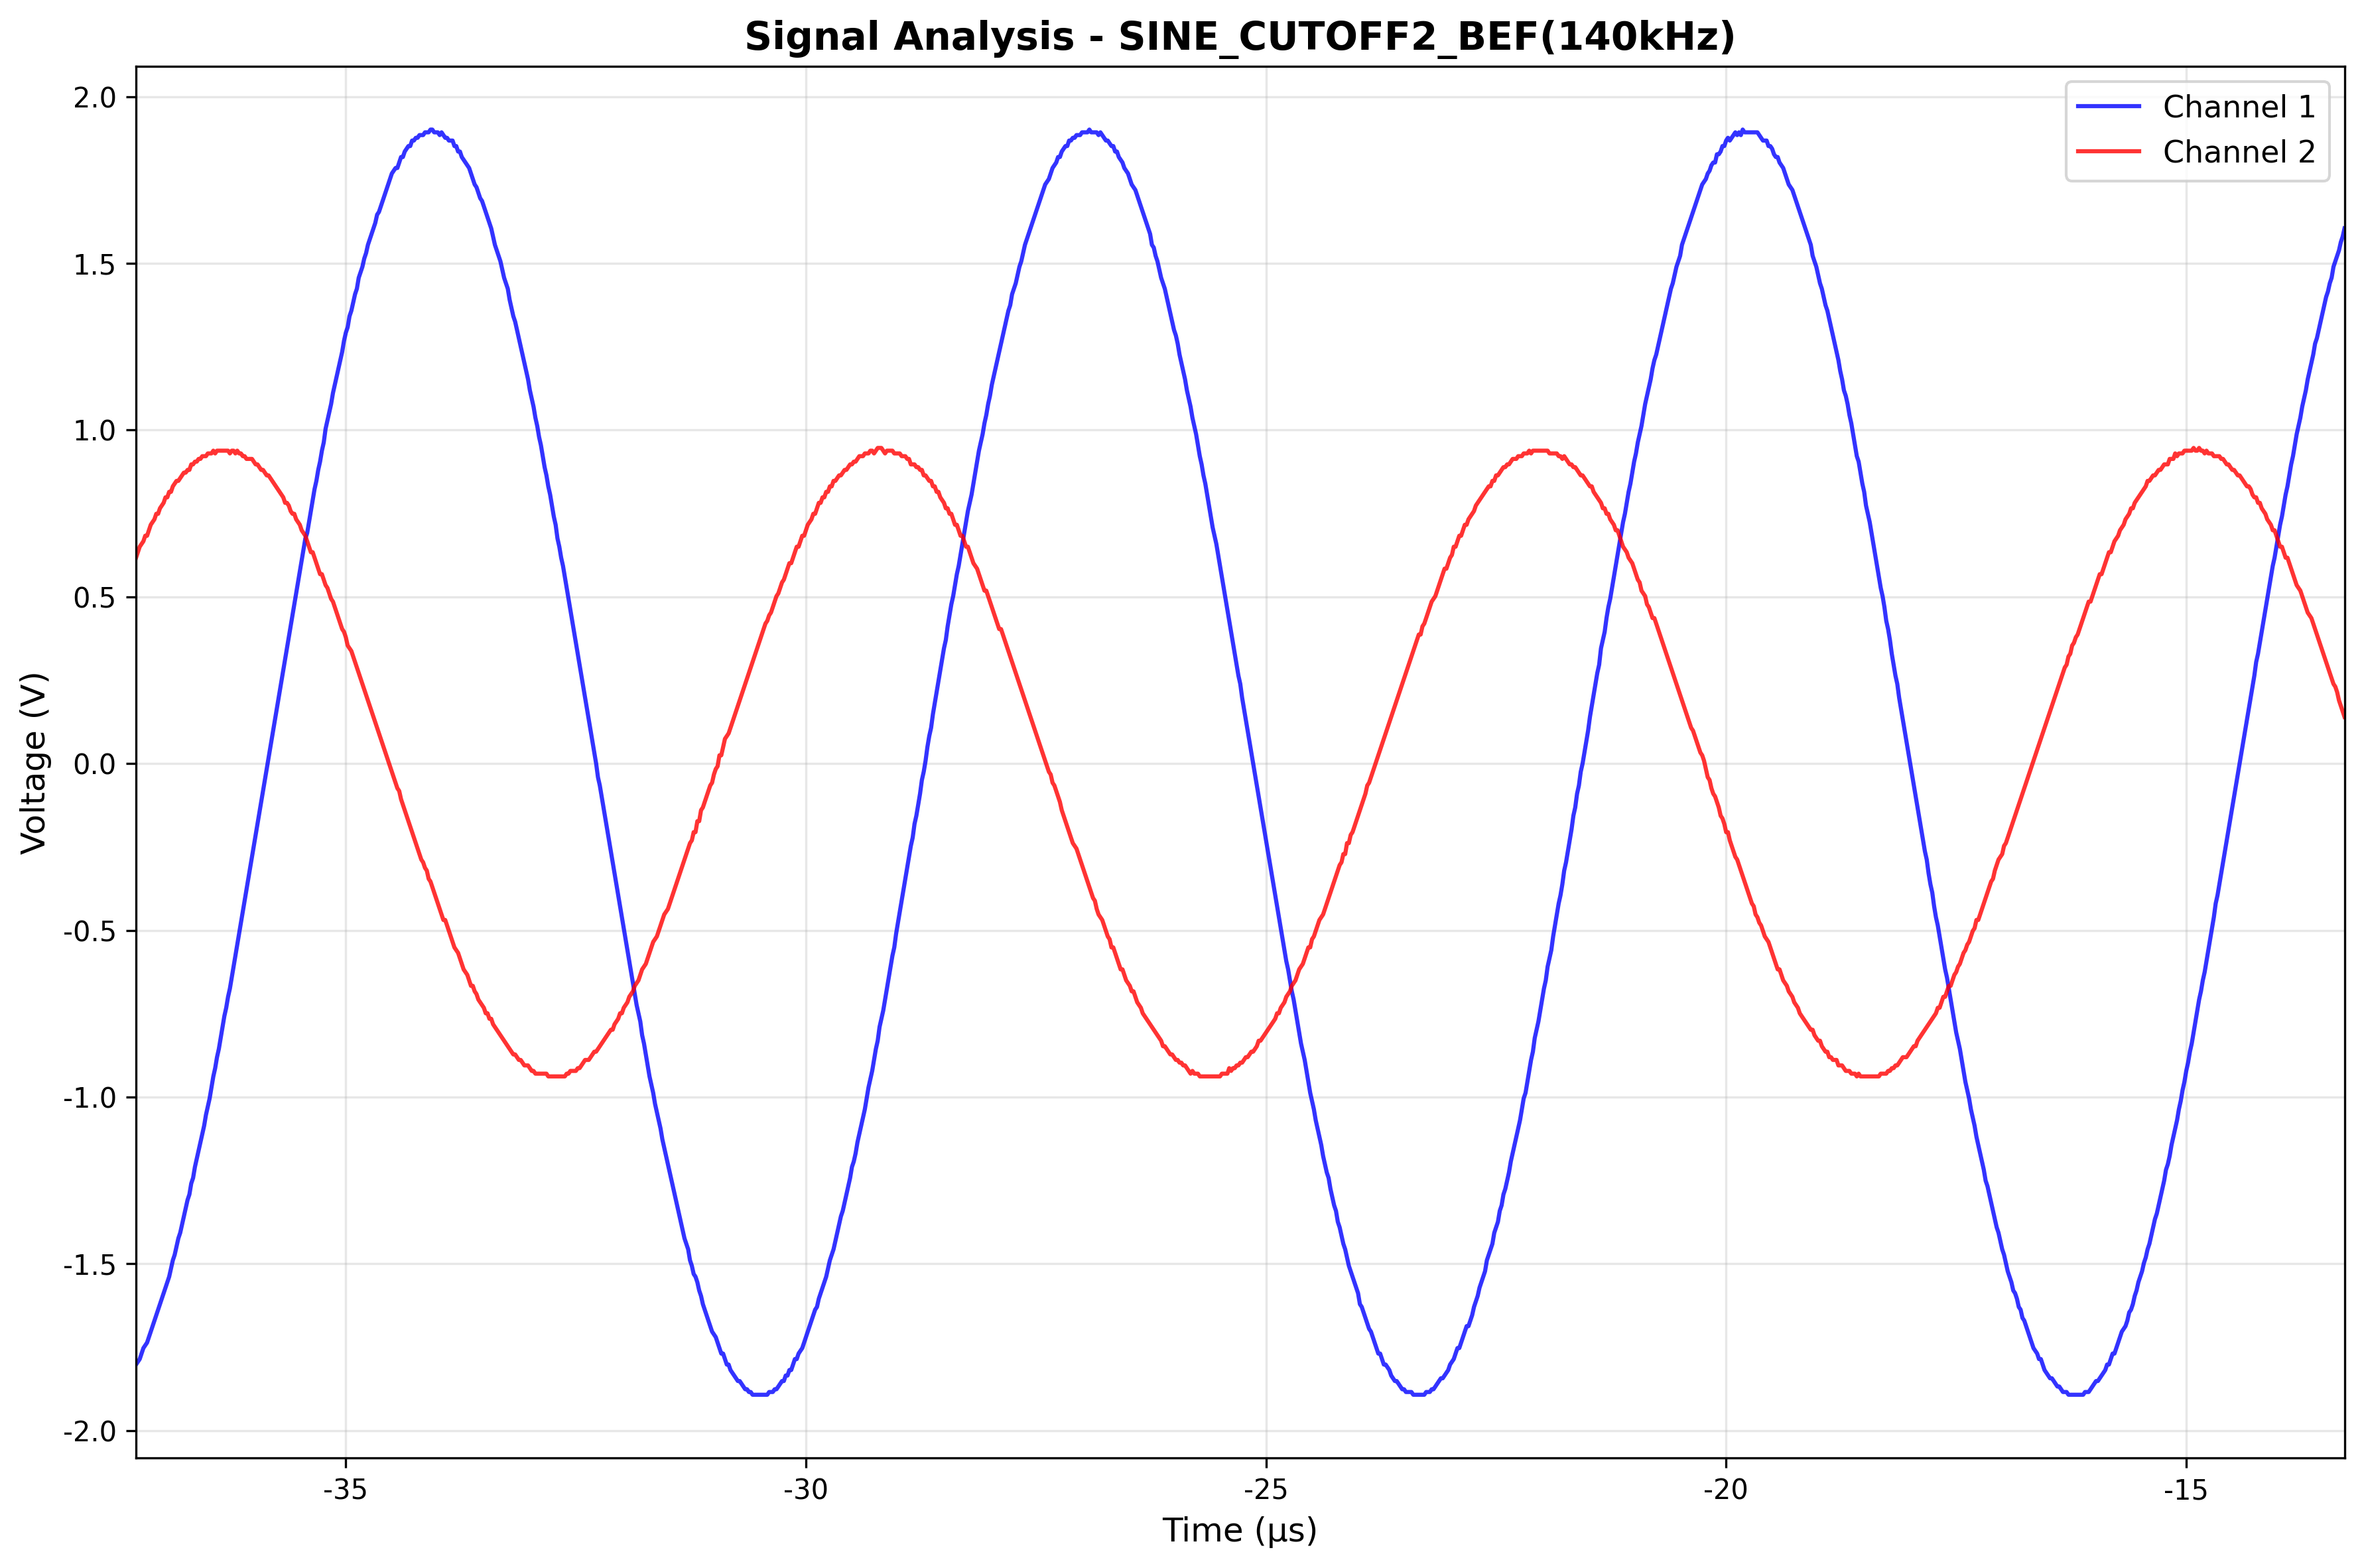 Signal Analysis - SINE_CUTOFF2_BEF(140kHz)
Channel 1
Channel 2
Voltage (V)
2.0
1.5
1.0
0.5
0.0
-0.5
-1.0
-1.5
-2.0
-35
-30
-25
-20
-15
Time (µs)